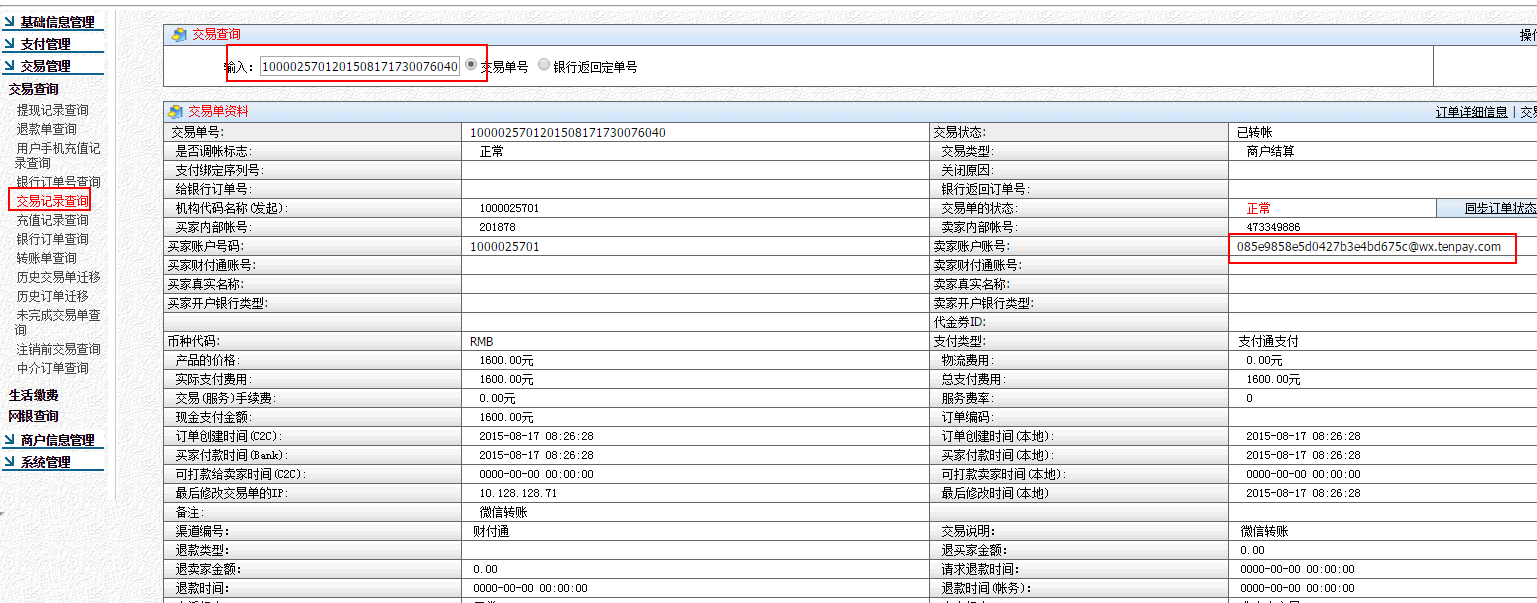 基础信息管理
支付管理
交易管理
交易查询
提现记录查询
退款单查询
用户手机充值记
录查询
银行订单号查询
交易记录查询
充值记录查询
银行订单查询
转账单查询
历史交易单迁移
历史订单迁移
未完成交易单查
询
注销前交易查询
中介订单查询
生活缴费
网银查询
商户信息管理
系统管理
交易查询
输入: 1000025701201508171730076040 交易单号 银行返回定单号
交易单资料 订单详细信息 |
交易单号: 1000025701201508171730076040 交易状态: 已转帐
是否调帐标志: 正常 交易类型: 商户结算
支付绑定序列号: 关闭原因:
给银行订单号: 银行返回订单号:
机构代码名称(发起): 1000025701 交易单的状态: 正常 同步订单状态
买家内部帐号: 201878 卖家内部帐号: 473349886
买家账户号码: 1000025701 卖家账户账号: 085e9858e5d0427b3e4bd675c@wx.tenpay.com
买家财付通账号: 卖家财付通账号:
买家真实名称: 卖家真实名称:
买家开户银行类型: 卖家开户银行类型:
代金券ID:
币种代码: RMB 支付类型: 支付通支付
产品的价格: 1600.00元 物流费用: 0.00元
实际支付费用: 1600.00元 总支付费用: 1600.00元
交易(服务)手续费: 0.00元 服务费率: 0
现金支付金额: 1600.00元 订单编码:
订单创建时间(C2C): 2015-08-17 08:26:28 订单创建时间(本地): 2015-08-17 08:26:28
买家付款时间(Bank): 2015-08-17 08:26:28 买家付款时间(本地): 2015-08-17 08:26:28
可打款给卖家时间(C2C): 0000-00-00 00:00:00 可打款卖家时间(本地): 0000-00-00 00:00:00
最后修改交易单的IP: 10.128.128.71 最后修改时间(本地) 2015-08-17 08:26:28
备注: 微信转账
渠道编号: 财付通 交易说明: 微信转账
退款类型: 退买家金额: 0.00
退卖家金额: 0.00 请求退款时间: 0000-00-00 00:00:00
退款时间: 0000-00-00 00:00:00 退款时间(帐务): 0000-00-00 00:00:00